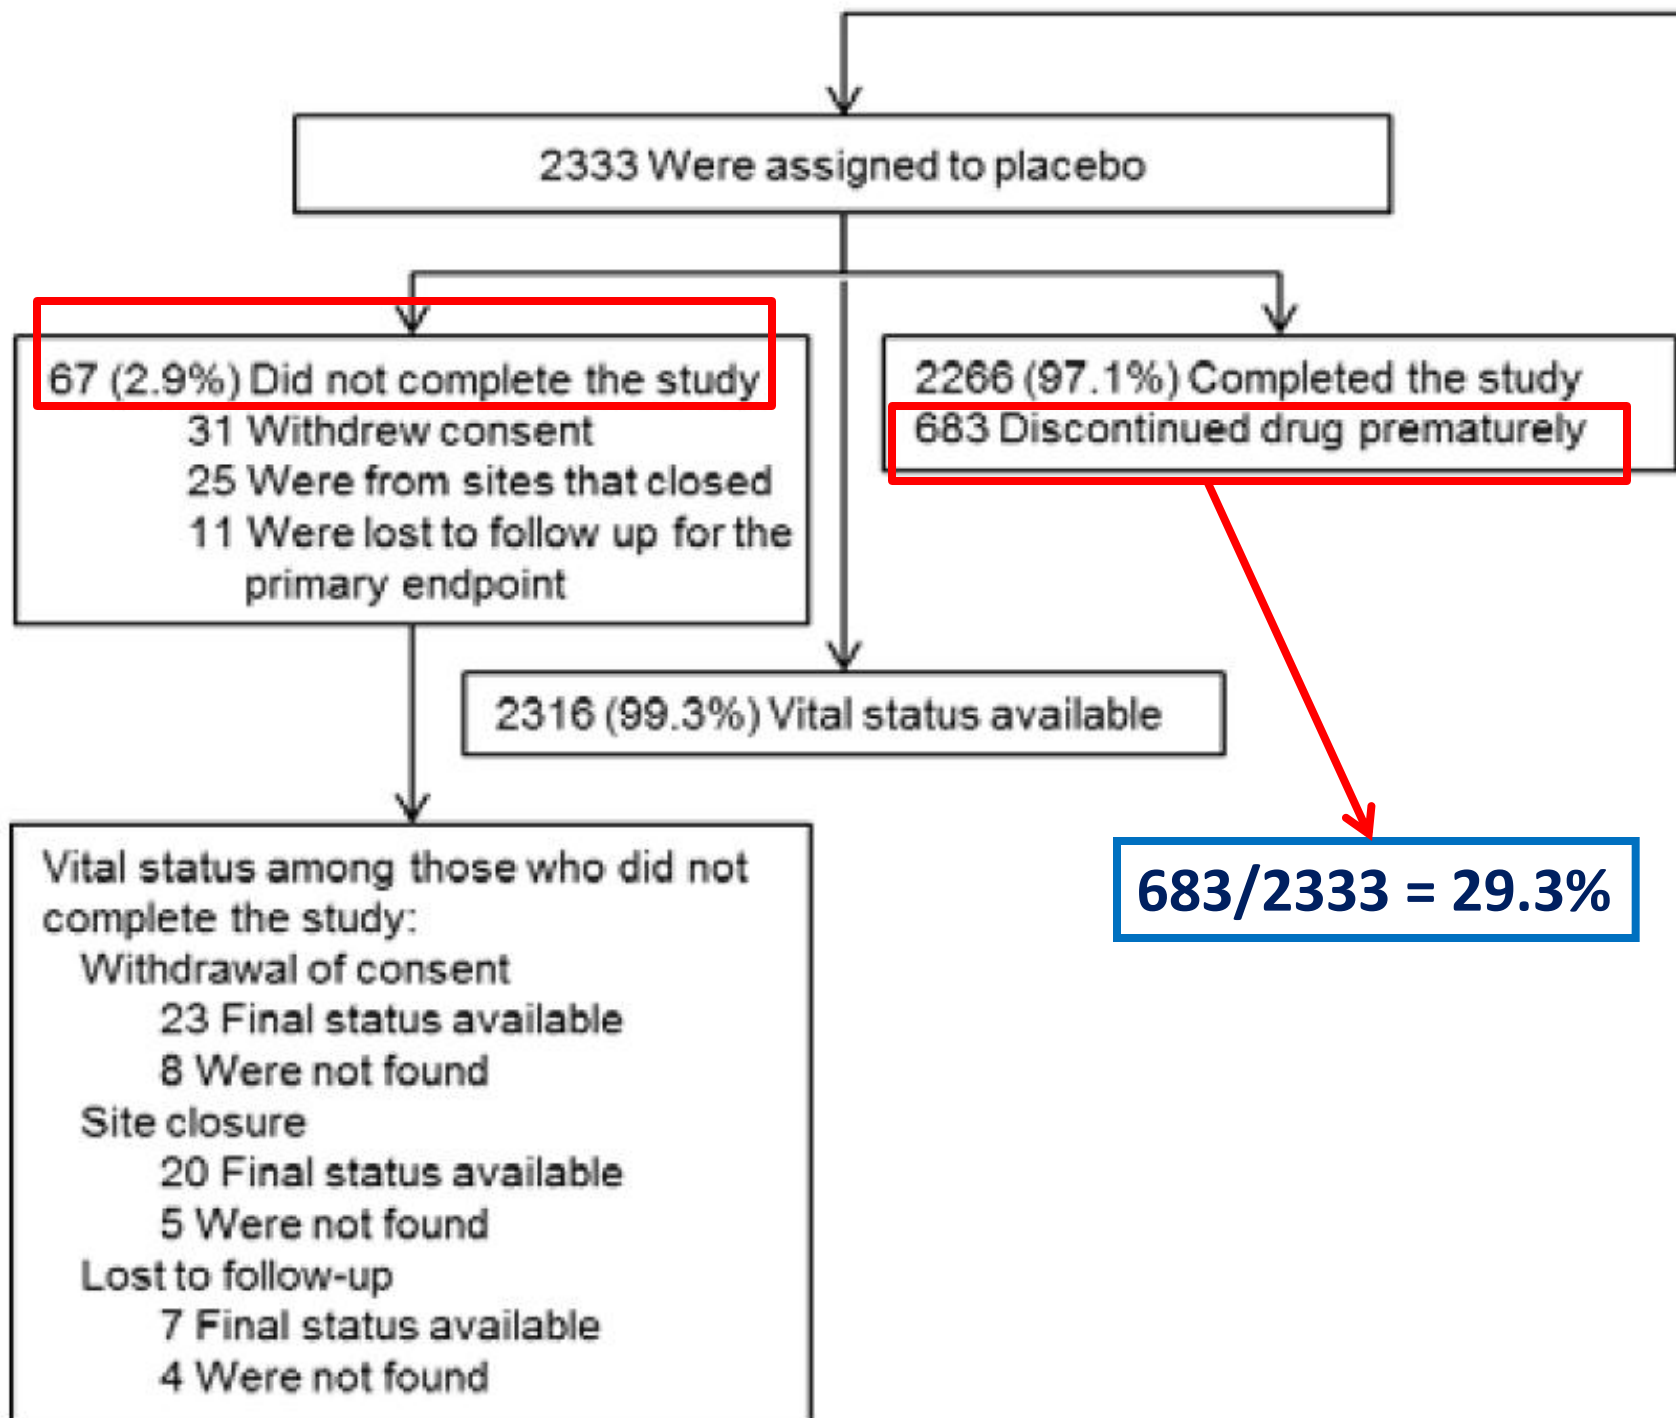 2333 Were assigned to placebo
67 (2.9%) Did not complete the study
31 Withdrew consent
25 Were from sites that closed
11 Were lost to follow up for the
primary endpoint
2266 (97.1%) Completed the study
683 Discontinued drug prematurely
2316 (99.3%) Vital status available
683/2333 = 29.3%
Vital status among those who did not
complete the study:
Withdrawal of consent
23 Final status available
8 Were not found
Site closure
20 Final status available
5 Were not found
Lost to follow-up
7 Final status available
4 Were not found